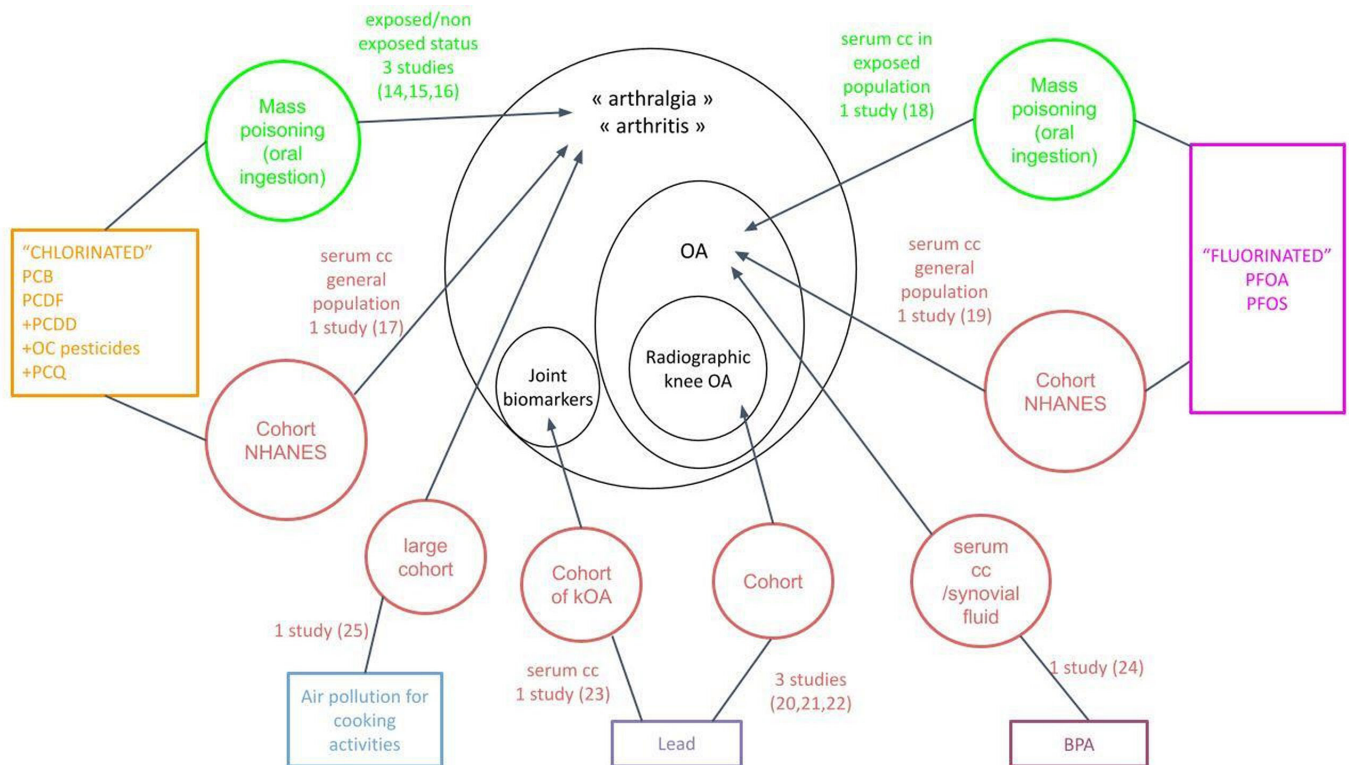 exposed/non
exposed status
3 studies
(14,15,16)
Mass
poisoning
(oral
ingestion)
« arthralgia »
« arthritis »
serum cc in
exposed
population
1 study (18)
Mass
poisoning
(oral
ingestion)
"CHLORINATED"
PCB
PCDF
+PCDD
+OC pesticides
+PCQ
serum cc
general
population
1 study (17)
OA
serum cc
general
population
1 study (19)
"FLUORINATED"
PFOA
PFOS
Joint
biomarkers
Radiographic
knee OA
Cohort
NHANES
Cohort
NHANES
large
cohort
Cohort
of kOA
Cohort
serum
cc
/synovial
fluid
1 study (25)
serum cc
1 study (23)
3 studies
(20,21,22)
1 study (24)
Air pollution for
cooking
activities
Lead
BPA